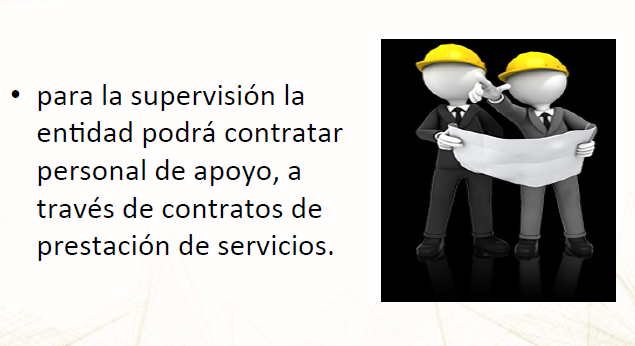 • para la supervisión la
entidad podrá contratar
personal de apoyo, a
través de contratos de
prestación de servicios.